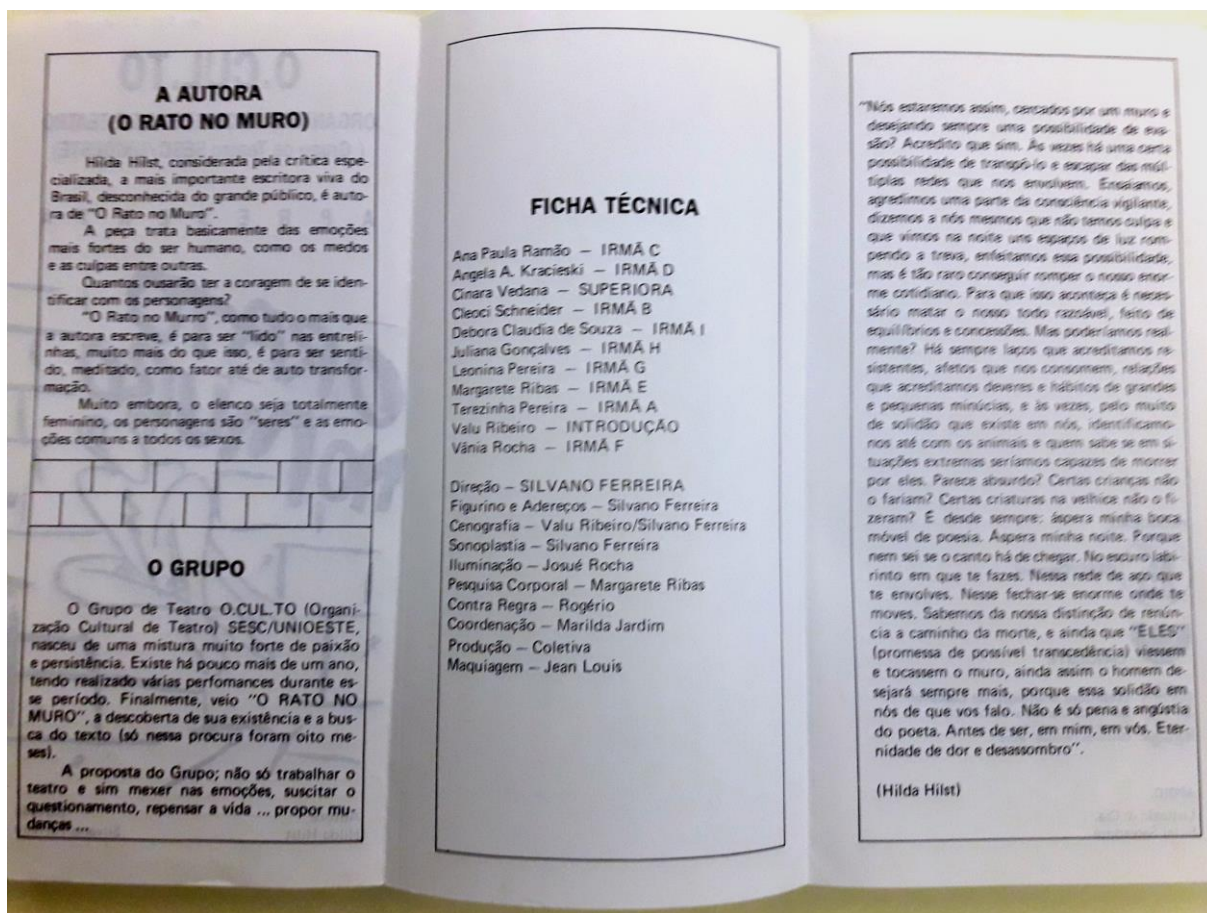 A AUTORA
(O RATO NO MURO)
Hilda Hilst, considerada pela crítica espe-
cializada, a mais importante escritora viva do
Brasil, desconhecida do grande público, é auto-
ra de "O Rato no Muro".
A peça trata basicamente das emoções
mais fortes do ser humano, como os medos
e as culpas entre outras.
Quantos ousarão ter a coragem de se iden-
tificar com os personagens?
"O Rato no Murro", como tudo o mais que
a autora escreve, é para ser "lido" nas entreli-
nhas, muito mais do que isso, é para ser senti-
do, meditado, como fator até de auto transfor-
mação.
Muito embora, o elenco seja totalmente
feminino, os personagens são "seres" e as emo-
ções comuns a todos os sexos.
O GRUPO
O Grupo de Teatro O.CUL.TO (Organi-
zação Cultural de Teatro) SESC/UNIOESTE,
nasceu de uma mistura muito forte de paixão
e persistência. Existe há pouco mais de um ano,
tendo realizado várias perfomances durante es-
se período. Finalmente, veio "O RATO NO
MURO", a descoberta de sua existência e a bus-
ca do texto (só nessa procura foram oito me-
ses).
A proposta do Grupo; não só trabalhar o
teatro e sim mexer nas emoções, suscitar o
questionamento, repensar a vida ... propor mu-
danças ...
FICHA TÉCNICA
Ana Paula Ramão — IRMÃ C
Angela A. Kracieski — IRMÃ D
Cinara Vedana — SUPERIORA
Cleoci Schneider — IRMÃ B
Debora Claudia de Souza — IRMÃ I
Juliana Gonçalves — IRMÃ H
Leonina Pereira — IRMÃ G
Margarete Ribas — IRMÃ E
Terezinha Pereira — IRMÃ A
Valu Ribeiro — INTRODUÇÃO
Vânia Rocha — IRMÃ F
Direção — SILVANO FERREIRA
Figurino e Adereços — Silvano Ferreira
Cenografia — Valu Ribeiro/Silvano Ferreira
Sonoplastia — Silvano Ferreira
Iluminação — Josué Rocha
Pesquisa Corporal — Margarete Ribas
Contra Regra — Rogério
Coordenação — Marilda Jardim
Produção — Coletiva
Maquiagem — Jean Louis
"Nós estaremos assim, cercados por um muro e
desejando sempre uma possibilidade de eva-
são? Acredito que sim. Às vezes há uma certa
possibilidade de transpô-lo e escapar das múl-
tiplas redes que nos envolvem. Ensaiamos,
agredimos uma parte da consciência vigilante,
dizemos a nós mesmos que não temos culpa e
que vimos na noite uns espaços de luz rom-
pendo a treva, enfeitamos essa possibilidade,
mas é tão raro conseguir romper o nosso enor-
me cotidiano. Para que isso aconteça é neces-
sário matar o nosso todo razoável, feito de
equilíbrios e concessões. Mas poderíamos real-
mente? Há sempre laços que acreditamos re-
sistentes, afetos que nos consomem, relações
que acreditamos deveres e hábitos de grandes
e pequenas minúcias, e às vezes, pelo muito
de solidão que existe em nós, identificamo-
nos até com os animais e quem sabe se em si-
tuações extremas seríamos capazes de morrer
por eles. Parece absurdo? Certas crianças não
o fariam? Certas criaturas na velhice não o fi-
zeram? É desde sempre: áspera minha boca
móvel de poesia. Áspera minha noite. Porque
nem sei se o canto há de chegar. No escuro labi-
rinto em que te fazes. Nessa rede de aço que
te envolves. Nesse fechar-se enorme onde te
moves. Sabemos da nossa distinção de renún-
cia a caminho da morte, e ainda que "ELES"
(promessa de possível transcedência) viessem
e tocassem o muro, ainda assim o homem de-
sejará sempre mais, porque essa solidão em
nós de que vos falo. Não é só pena e angústia
do poeta. Antes de ser, em mim, em vós. Eter-
nidade de dor e desassombro".
(Hilda Hilst)